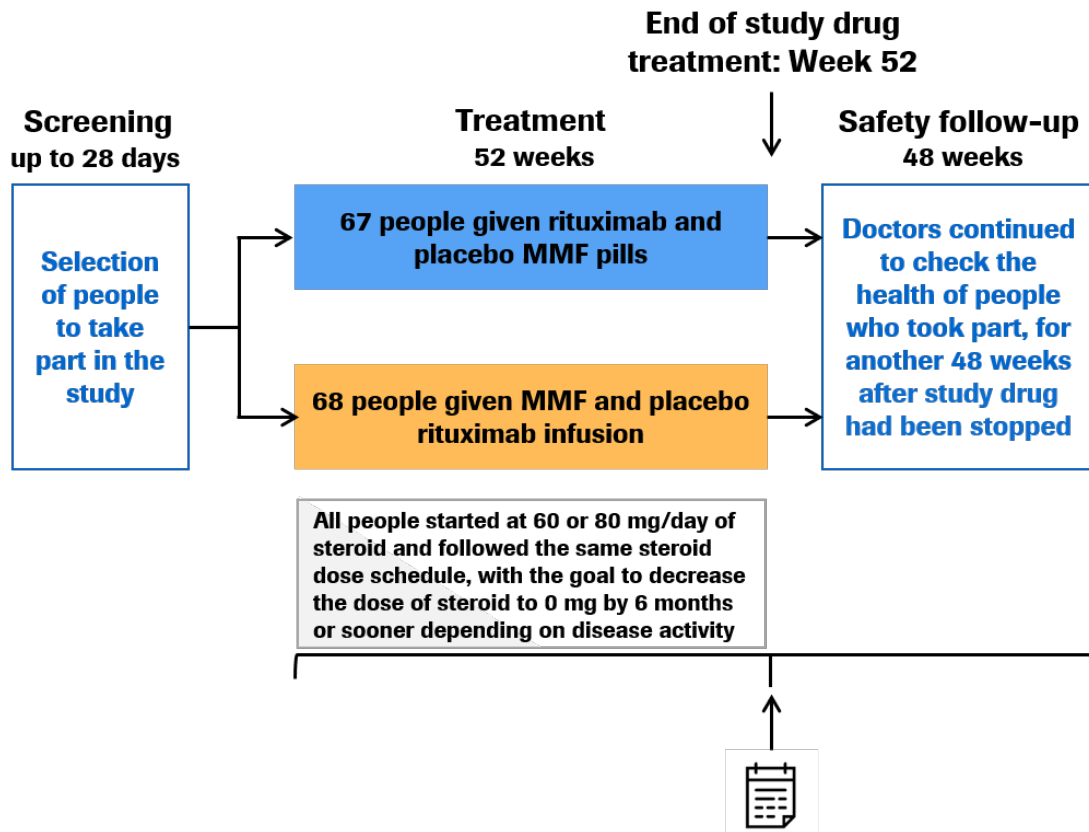 End of study drug
treatment: Week 52
Screening
up to 28 days
Treatment
52 weeks
Safety follow-up
48 weeks
Selection
of people
to take
part in the
study
67 people given rituximab and
placebo MMF pills
68 people given MMF and placebo
rituximab infusion
Doctors continued
to check the
health of people
who took part, for
another 48 weeks
after study drug
had been stopped
All people started at 60 or 80 mg/day of
steroid and followed the same steroid
dose schedule, with the goal to decrease
the dose of steroid to 0 mg by 6 months
or sooner depending on disease activity